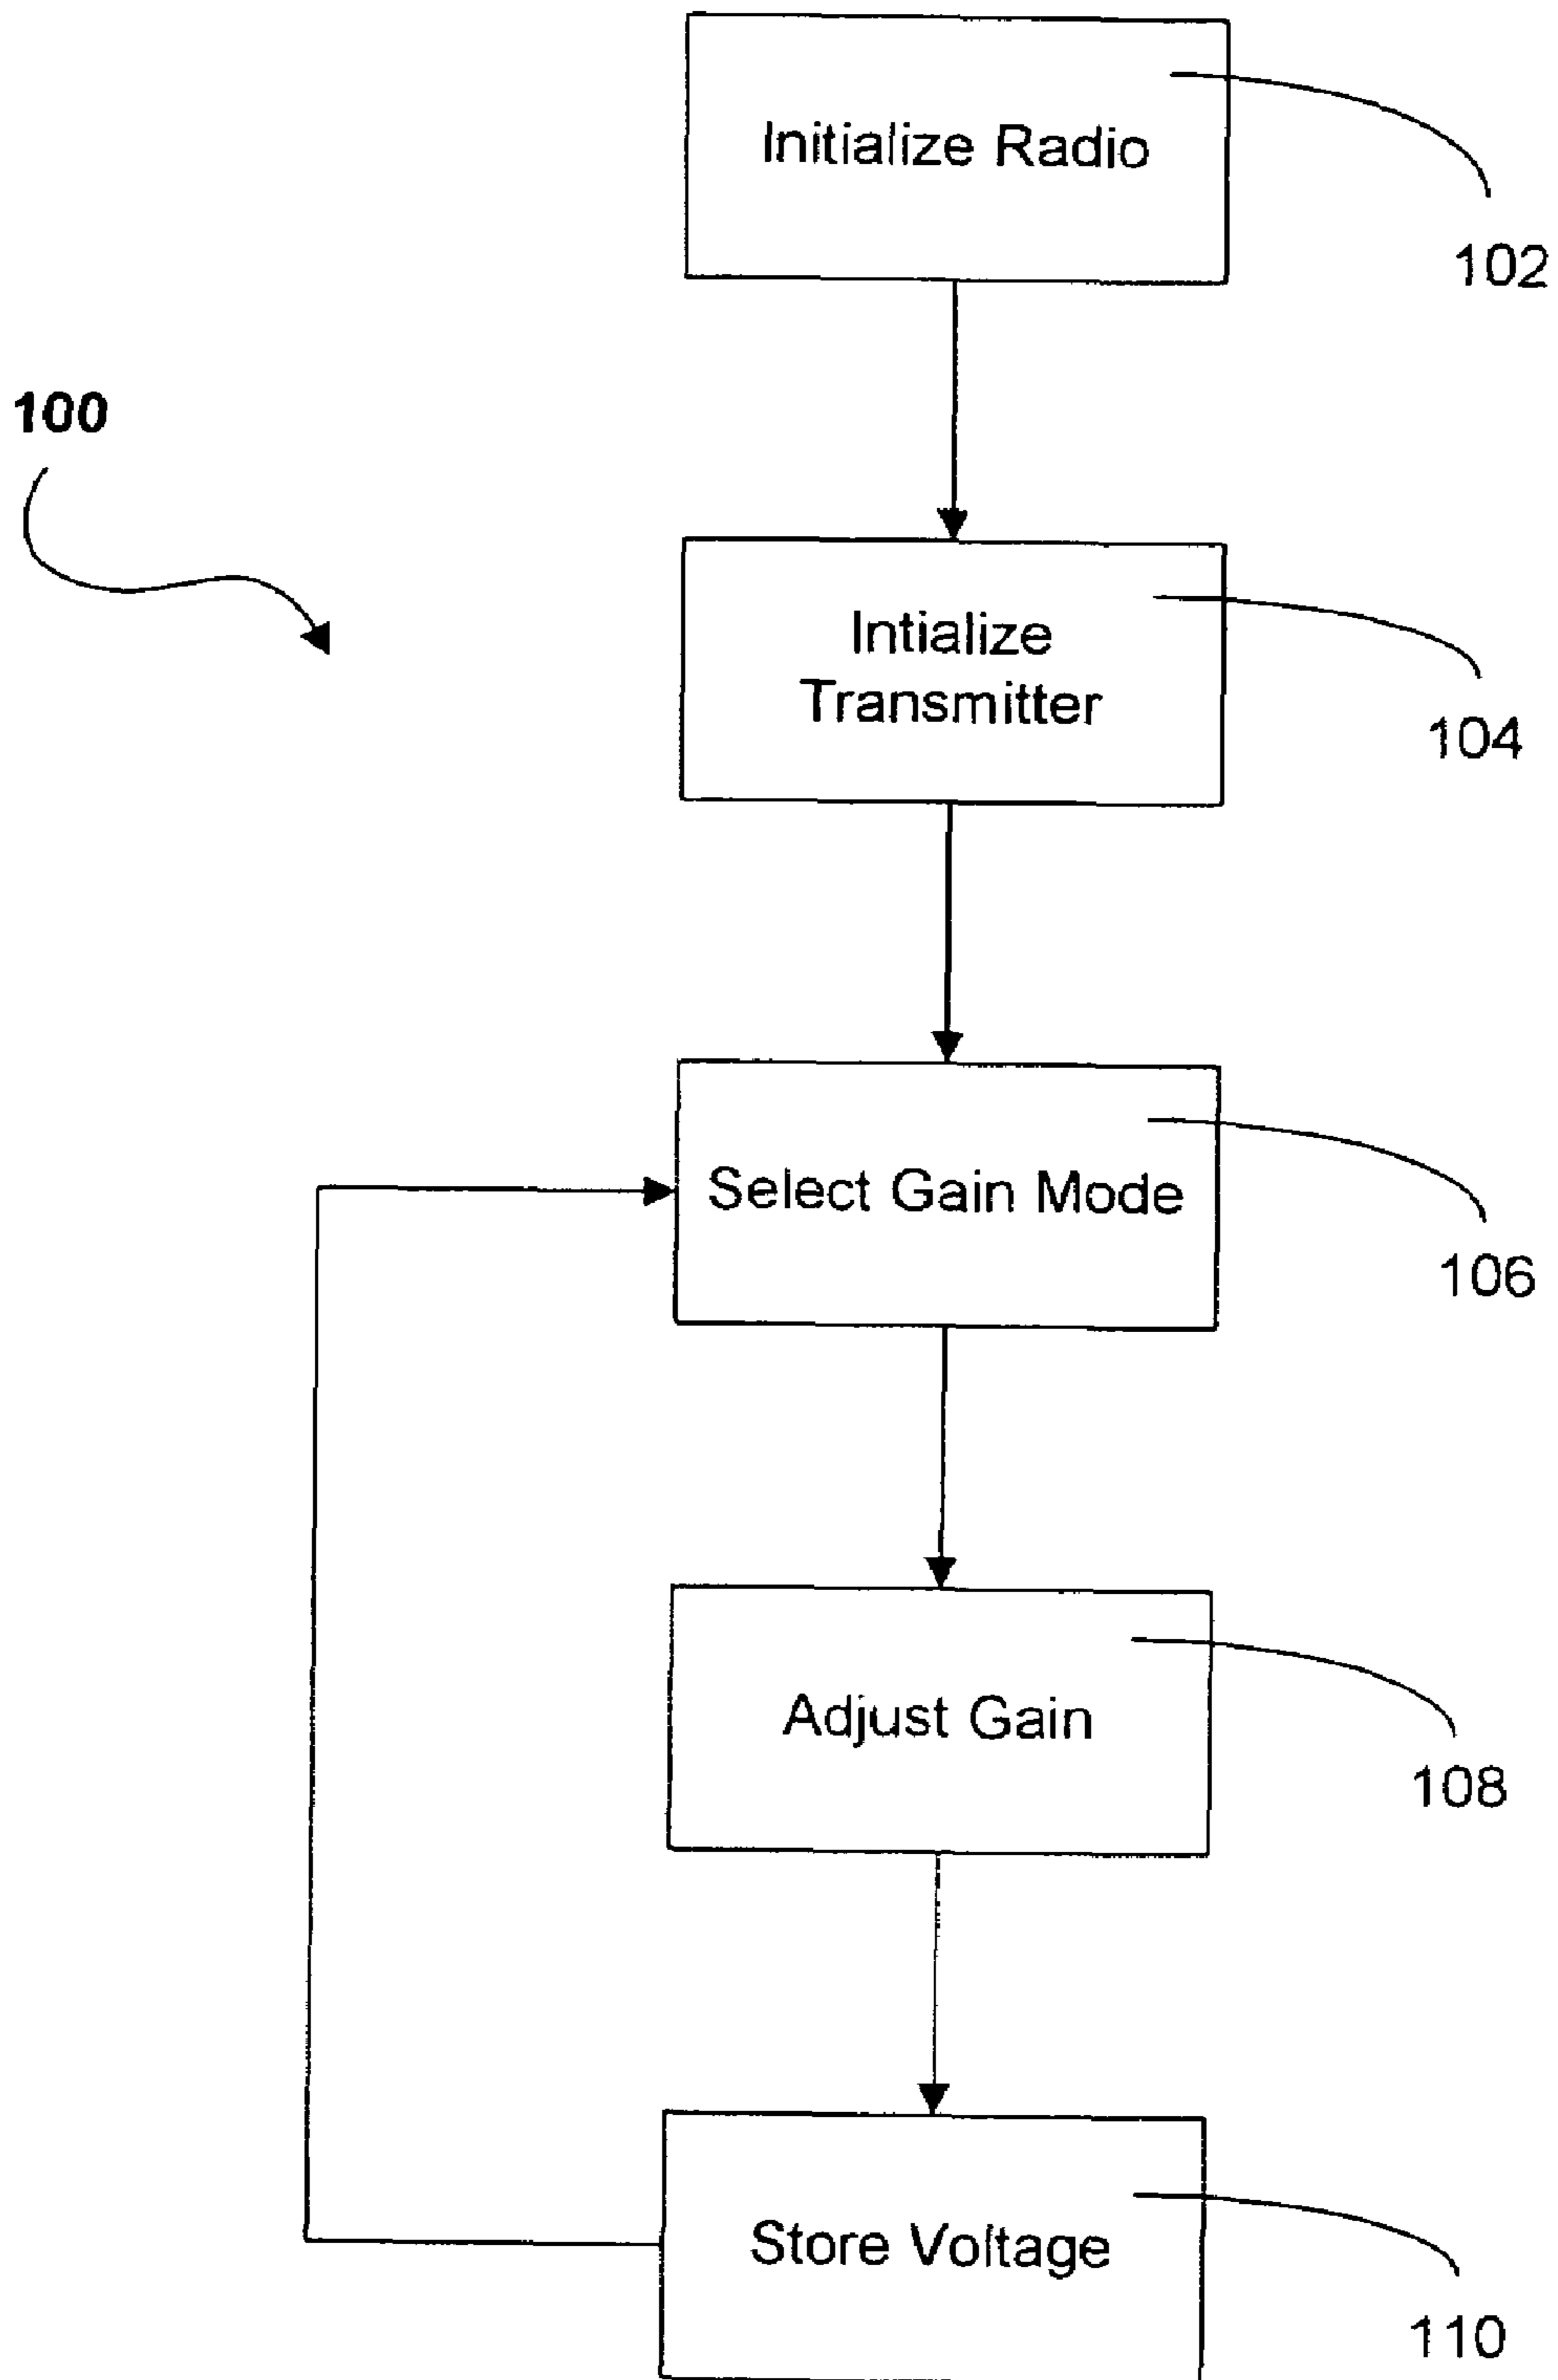 Initialize Radio
102
100
Intialize
Transmitter
104
Select Gain Mode
106
Adjust Gain
108
Store Voltage
110